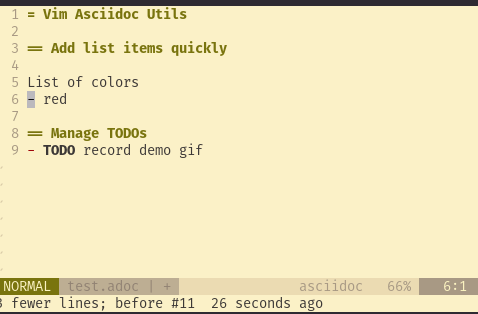 1 = Vim Asciidoc Utils
2
3 == Add list items quickly
4
5 List of colors
6 - red
7
8 == Manage TODOs
9 - TODO record demo gif
NORMAL test.adoc | + asciidoc 66% 6:1
3 fewer lines; before #11 26 seconds ago